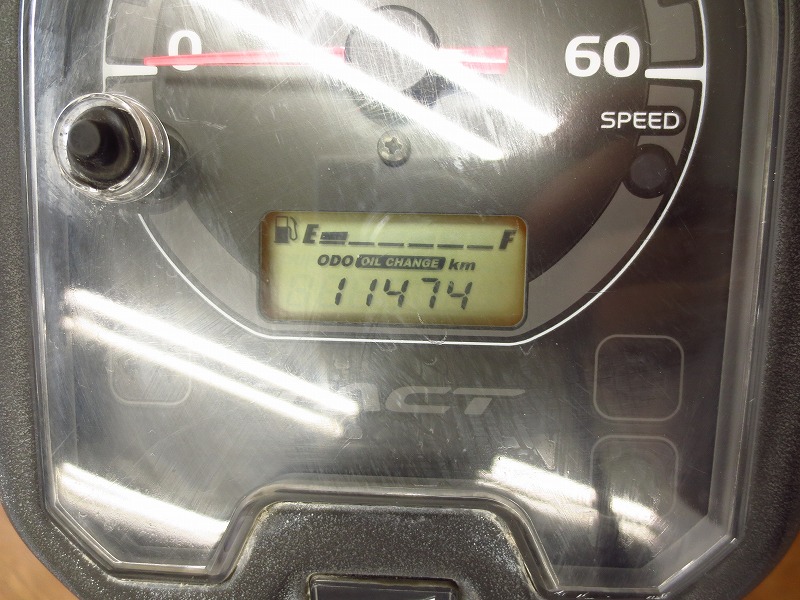 0 60
SPEED
E F
ODO OIL CHANGE km
11474